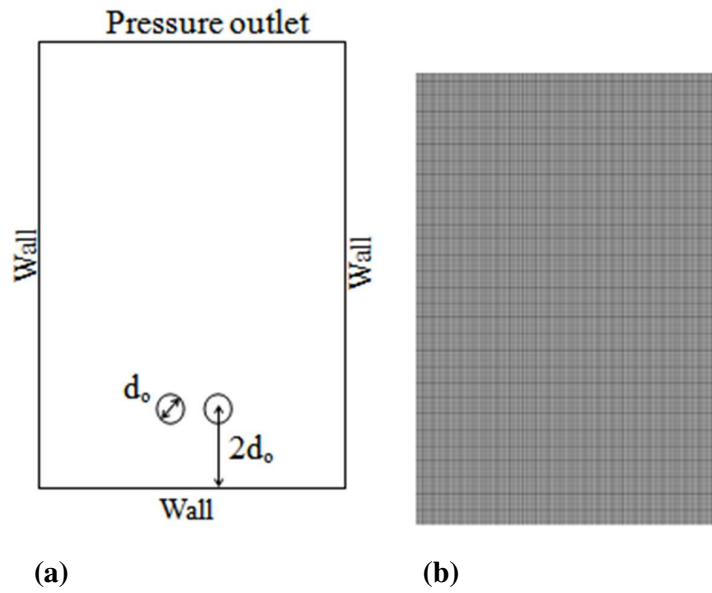 Pressure outlet
Wall
Wall
dₒ
2dₒ
Wall
(a)
(b)